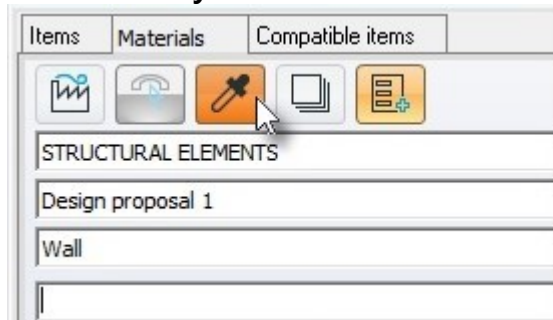 Items Materials Compatible items
STRUCTURAL ELEMENTS
Design proposal 1
Wall